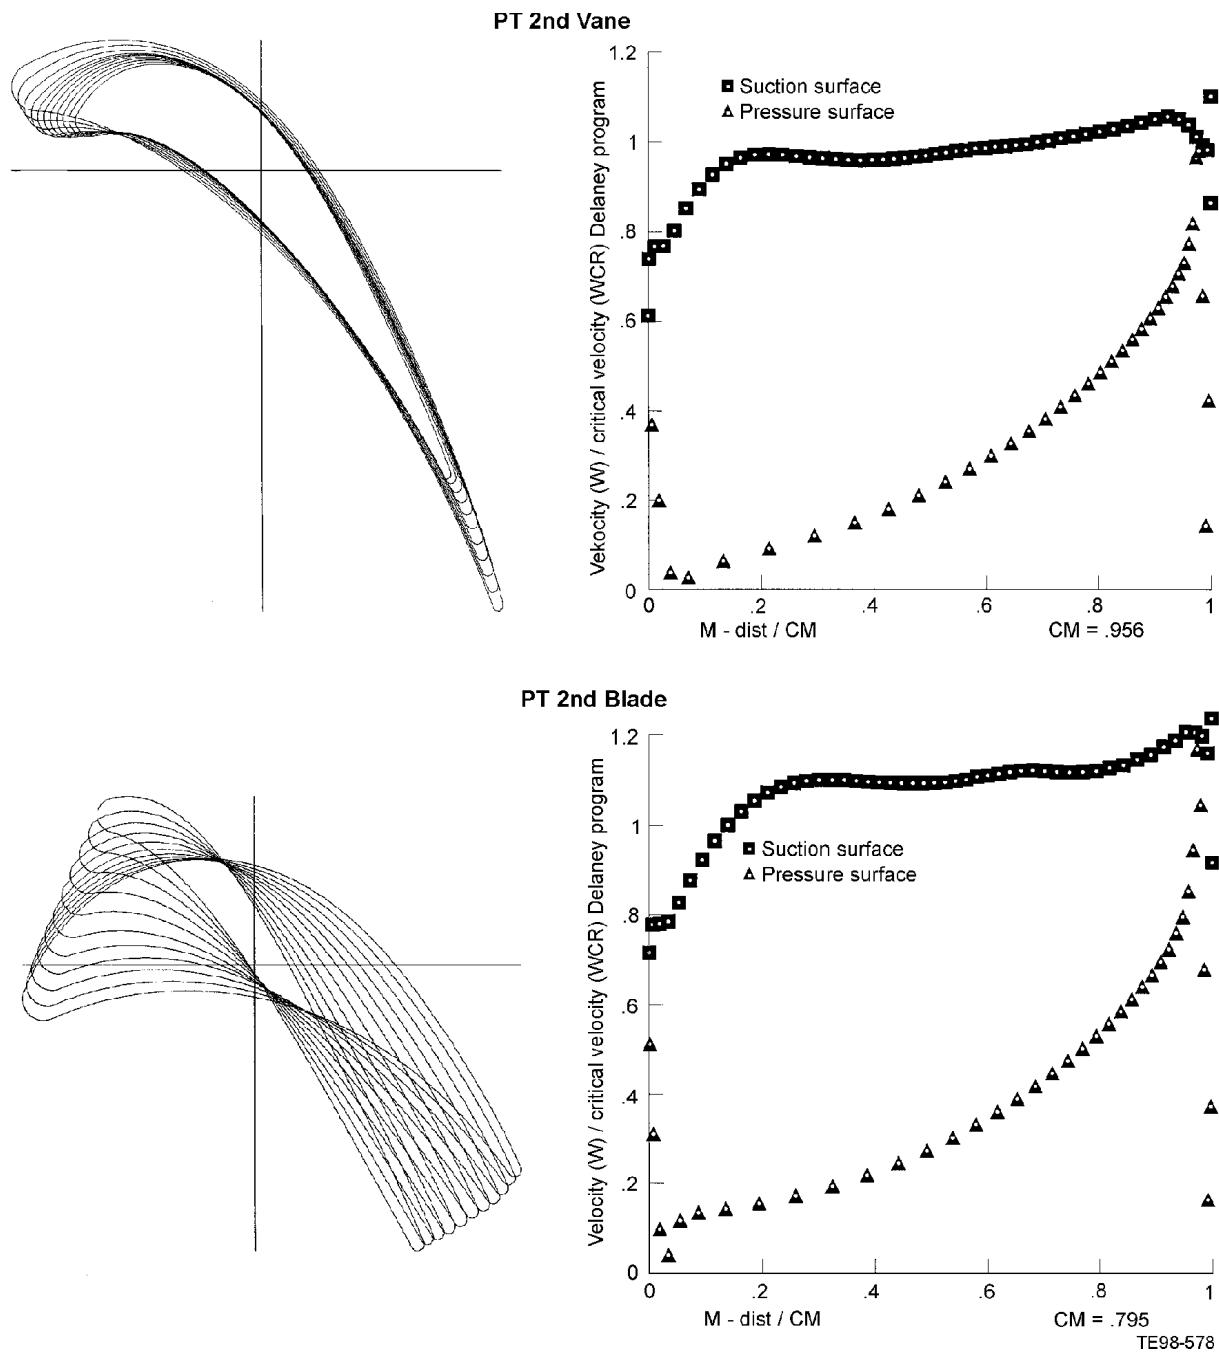 PT 2nd Vane
1.2
1
.8
.6
.4
.2
0
Vekocity (W) / critical velocity (WCR) Delaney program
Suction surface
Pressure surface
0 .2 .4 .6 .8 1
M - dist / CM CM = .956
PT 2nd Blade
1.2
1
0.8
.6
.4
.2
0
Velocity (W) / critical velocity (WCR) Delaney program
Suction surface
Pressure surface
0 .2 .4 .6 .8 1
M - dist / CM CM = .795
TE98-578